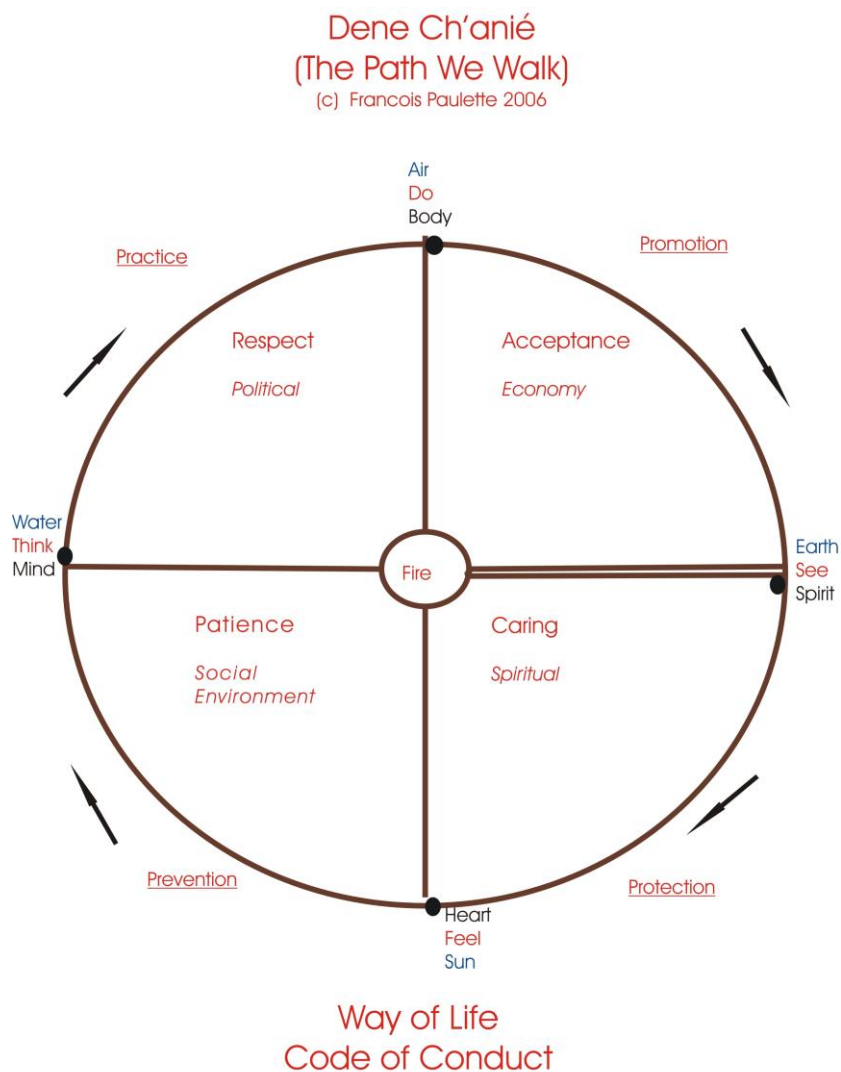 Dene Ch'anié
(The Path We Walk)
(c) Francois Paulette 2006
Air
Do
Body
Practice
Promotion
Respect
Political
Acceptance
Economy
Water
Think
Mind
Fire
Earth
See
Spirit
Patience
Social
Environment
Caring
Spiritual
Prevention
Protection
Heart
Feel
Sun
Way of Life
Code of Conduct